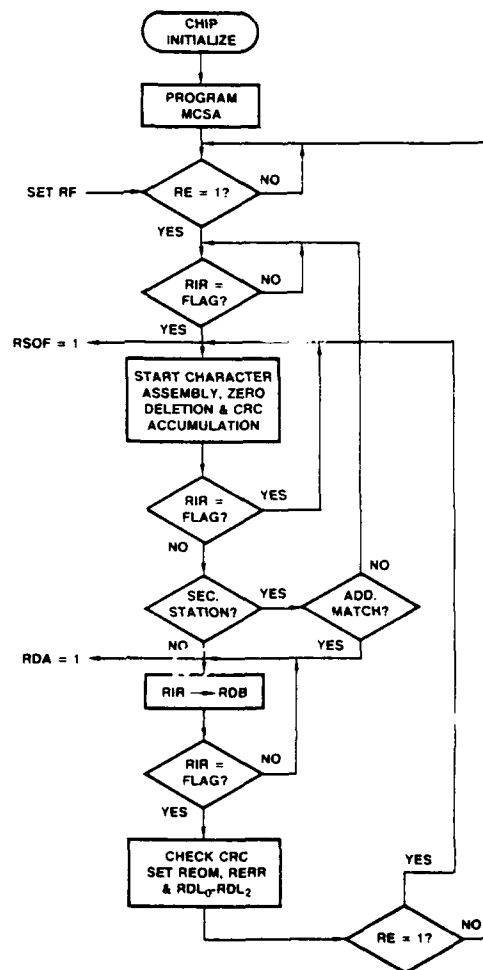 CHIP
INITIALIZE
PROGRAM
MCSA
SET RF
RE = 1?
NO
YES
RIR =
FLAG?
NO
YES
RSOF = 1
START CHARACTER
ASSEMBLY, ZERO
DELETION & CRC
ACCUMULATION
RIR =
FLAG?
YES
NO
NO
SEC.
STATION?
YES
ADD.
MATCH?
NO
YES
RDA = 1
RIR → RDB
RIR =
FLAG?
NO
YES
CHECK CRC
SET REOM, RERR
& RDL0-RDL2
YES
RE = 1?
NO